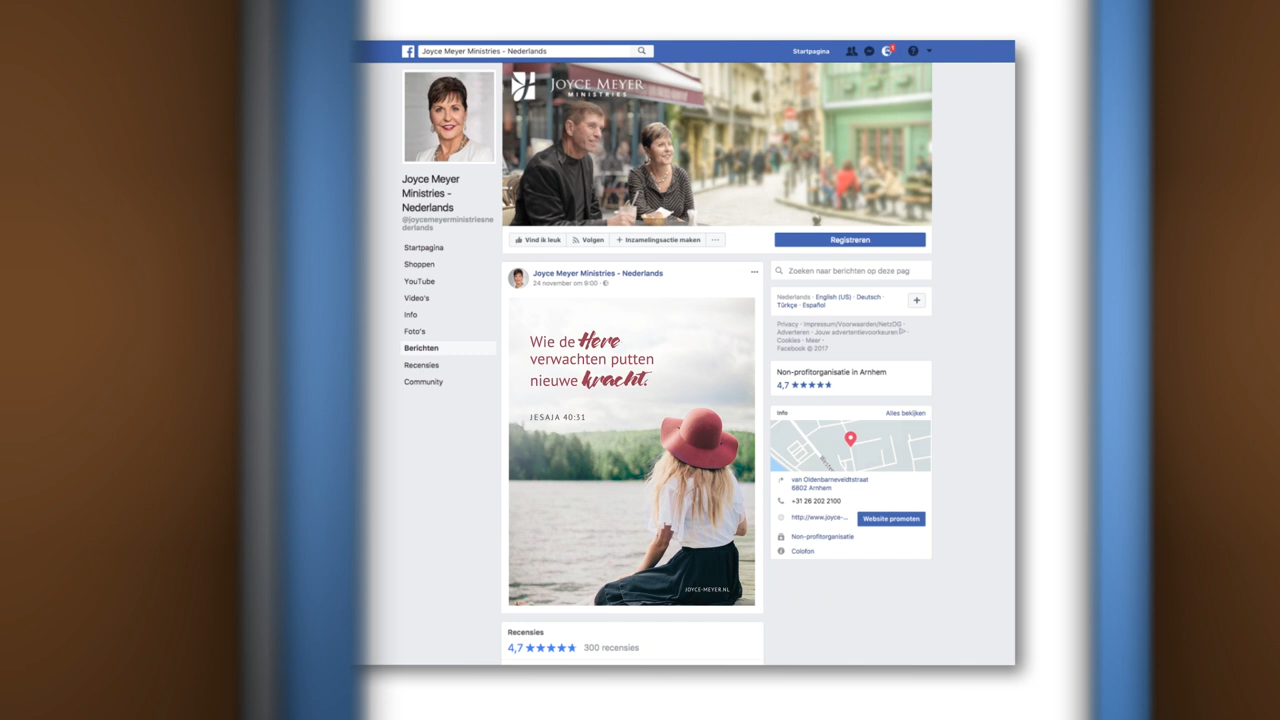 Joyce Meyer Ministries - Nederlands
Startpagina
JOYCE MEYER
MINISTRIES
Joyce Meyer
Ministries -
Nederlands
@joycemeyerministriesne
derlands
Startpagina
Shoppen
YouTube
Video's
Info
Foto's
Berichten
Recensies
Community
Vind ik leuk
Volgen
Inzamelingsactie maken
Registreren
Joyce Meyer Ministries - Nederlands
24 november om 9:00
Wie de Here
verwachten putten
nieuwe kracht.
JESAJA 40:31
JOYCE-MEYER.NL
Recensies
4,7 300 recensies
Zoeken naar berichten op deze pag
Nederlands · English (US) · Deutsch ·
Türkçe · Español
Privacy · Impressum/Voorwaarden/NetzDG ·
Adverteren · Jouw advertentievoorkeuren ·
Cookies · Meer ·
Facebook © 2017
Non-profitorganisatie in Arnhem
4,7
Info Alles bekijken
van Oldenbarneveldtstraat
6802 Arnhem
+31 26 202 2100
http://www.joyce-...
Website promoten
Non-profitorganisatie
Colofon